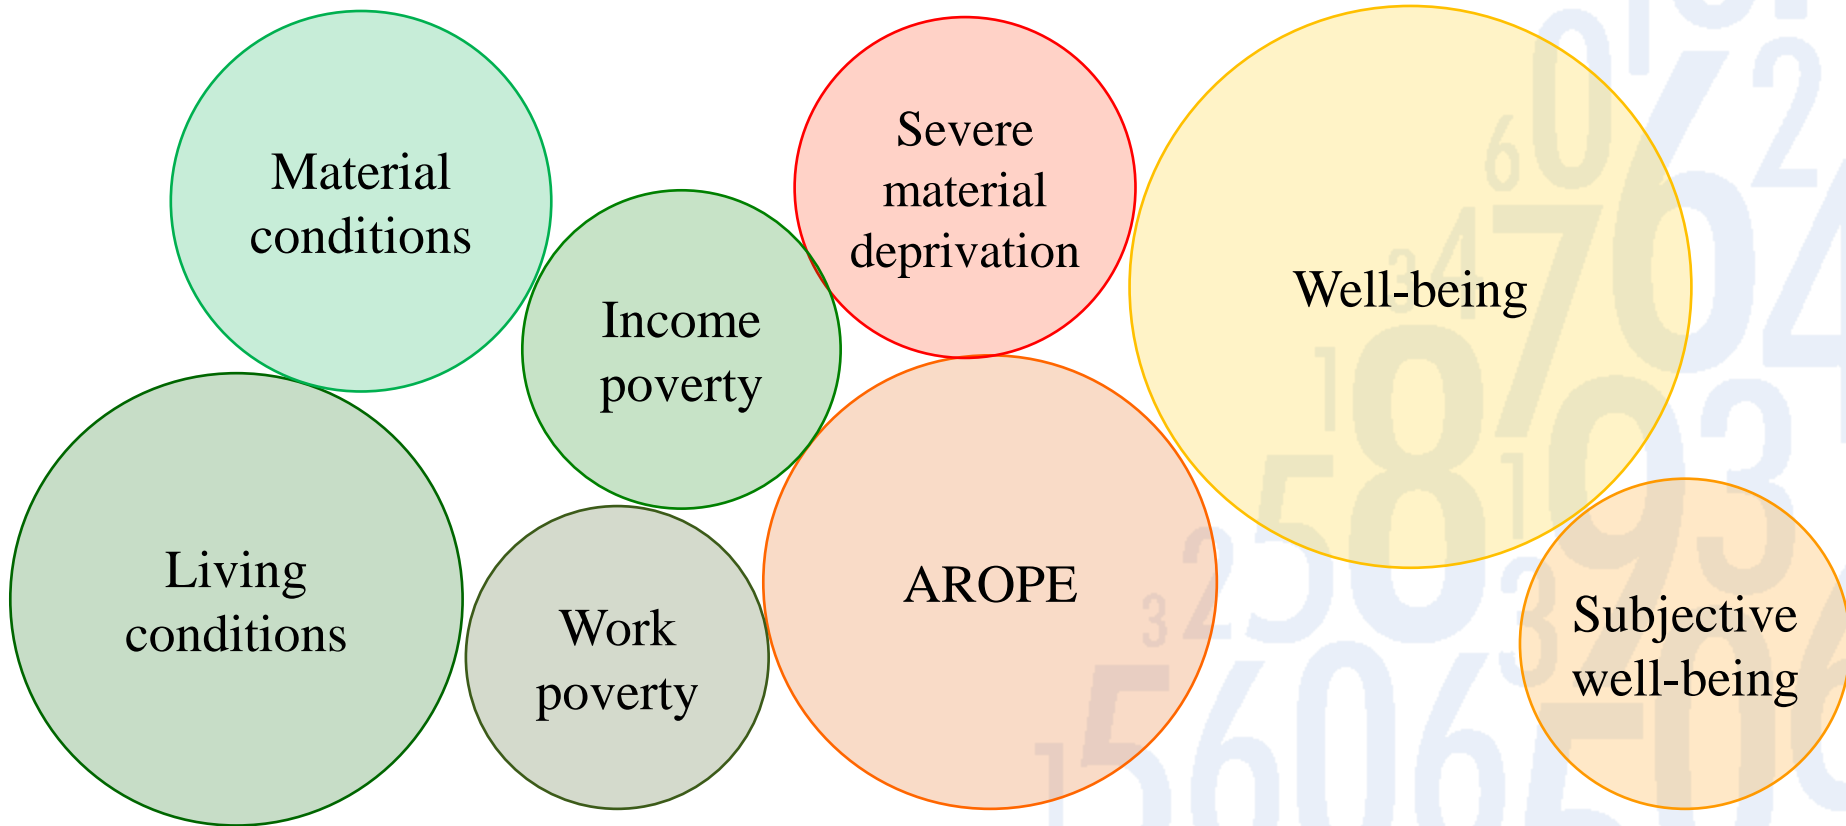 Material
conditions
Income
poverty
Severe
material
deprivation
Well-being
Living
conditions
Work
poverty
AROPE
Subjective
well-being